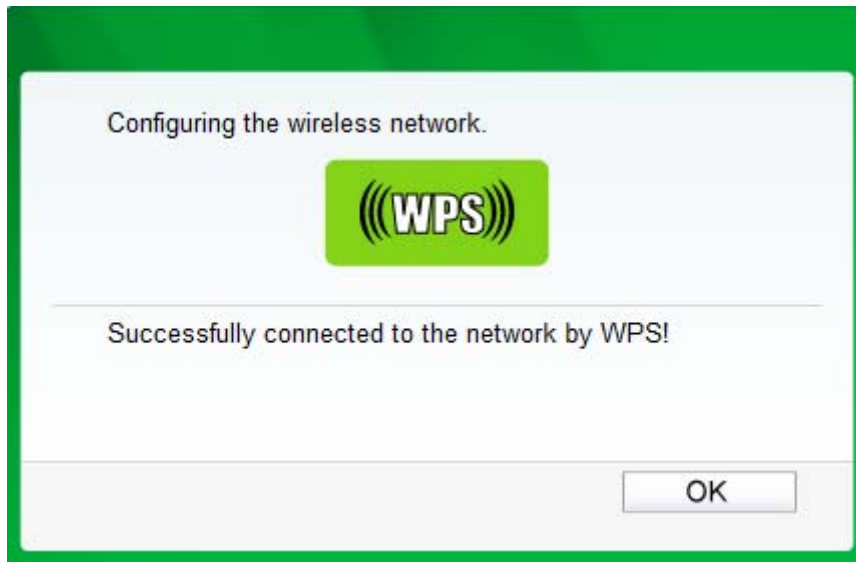 Configuring the wireless network.
WPS
Successfully connected to the network by WPS!
OK